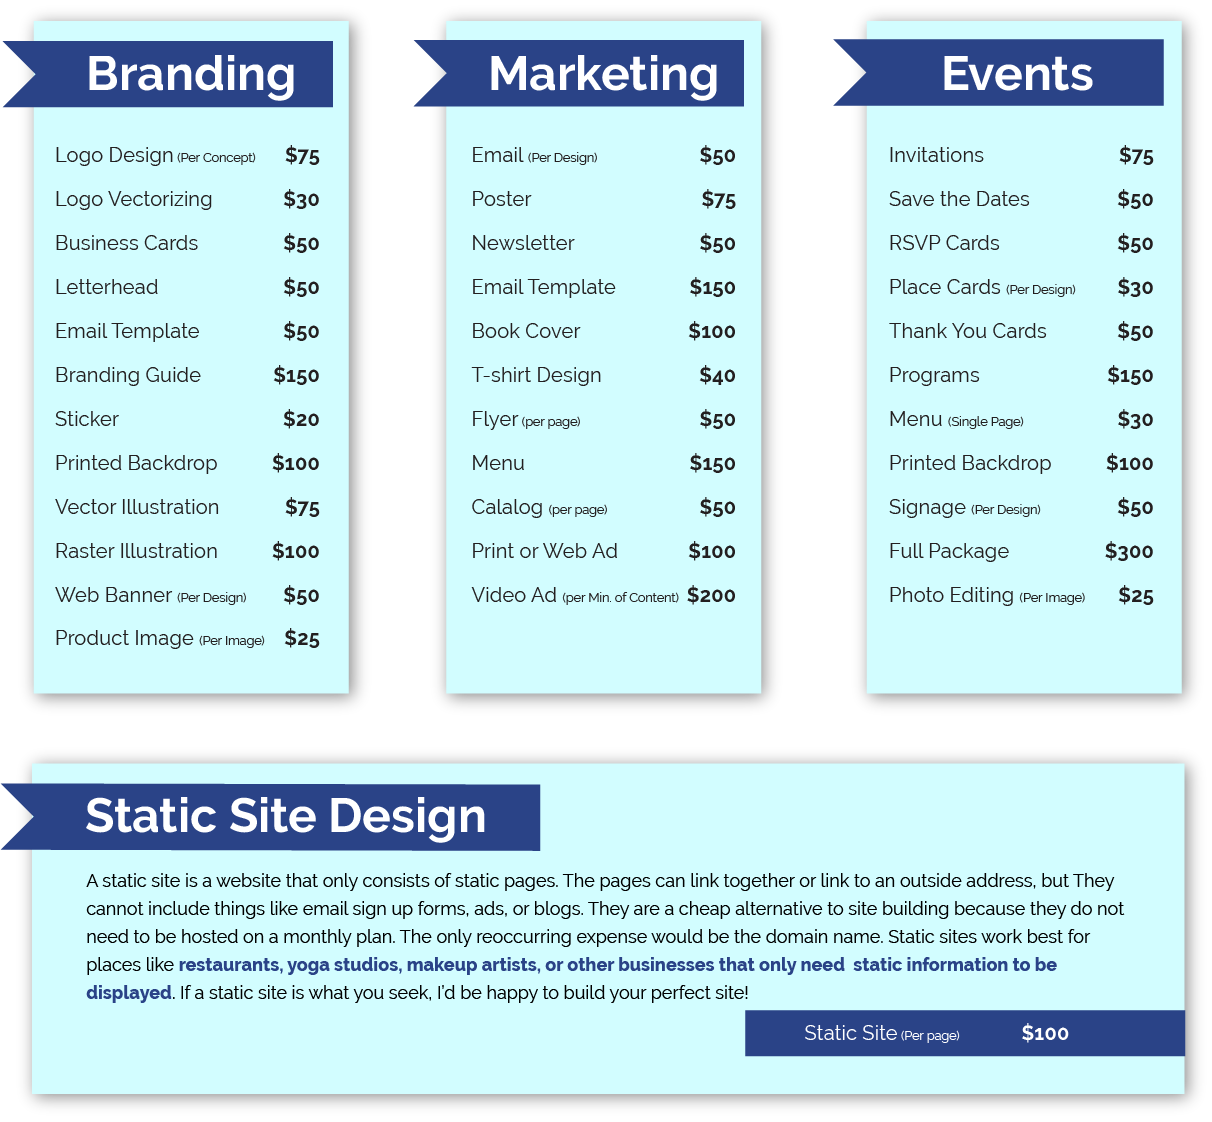 Branding
Logo Design (Per Concept) $75
Logo Vectorizing $30
Business Cards $50
Letterhead $50
Email Template $50
Branding Guide $150
Sticker $20
Printed Backdrop $100
Vector Illustration $75
Raster Illustration $100
Web Banner (Per Design) $50
Product Image (Per Image) $25
Marketing
Email (Per Design) $50
Poster $75
Newsletter $50
Email Template $150
Book Cover $100
T-shirt Design $40
Flyer (per page) $50
Menu $150
Calalog (per page) $50
Print or Web Ad $100
Video Ad (per Min. of Content) $200
Events
Invitations $75
Save the Dates $50
RSVP Cards $50
Place Cards (Per Design) $30
Thank You Cards $50
Programs $150
Menu (Single Page) $30
Printed Backdrop $100
Signage (Per Design) $50
Full Package $300
Photo Editing (Per Image) $25
Static Site Design
A static site is a website that only consists of static pages. The pages can link together or link to an outside address, but They
cannot include things like email sign up forms, ads, or blogs. They are a cheap alternative to site building because they do not
need to be hosted on a monthly plan. The only reoccurring expense would be the domain name. Static sites work best for
places like restaurants, yoga studios, makeup artists, or other businesses that only need  static information to be
displayed. If a static site is what you seek, I'd be happy to build your perfect site!
Static Site (Per page) $100